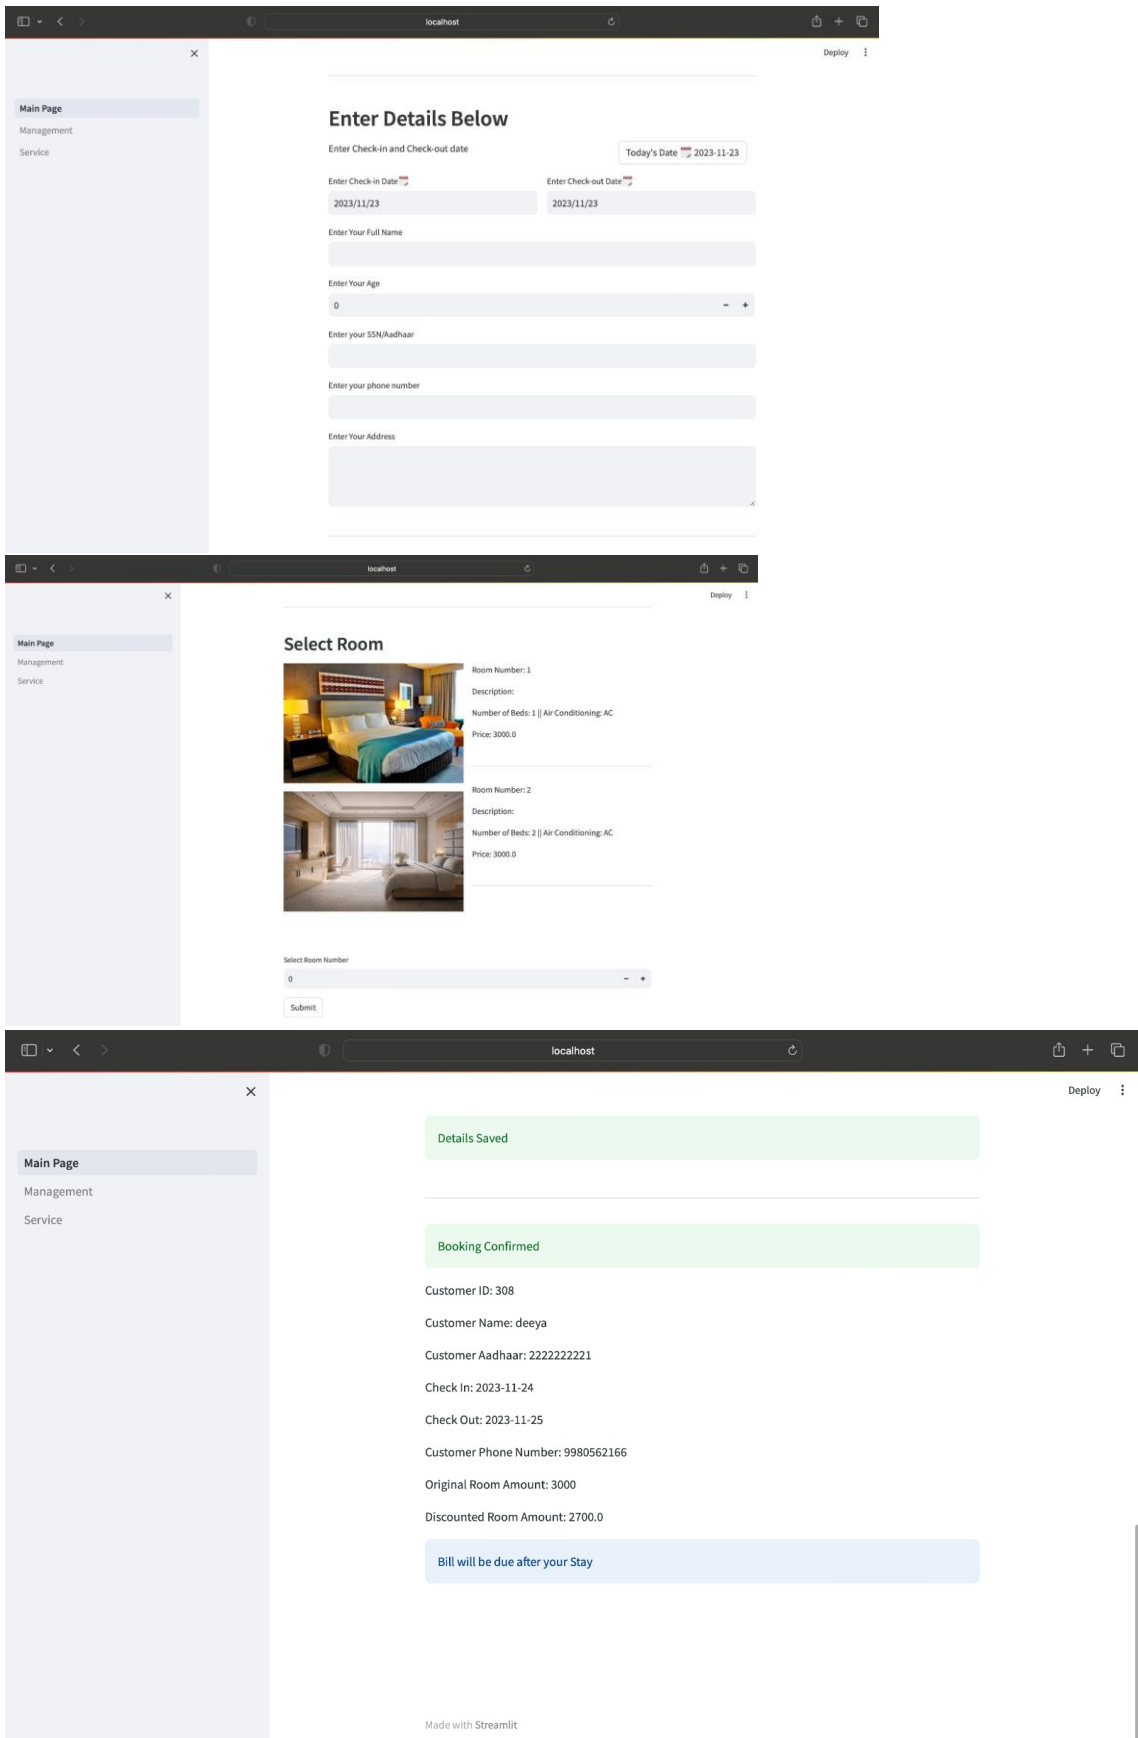 localhost
Deploy
Main Page
Management
Service
Enter Details Below
Enter Check-in and Check-out date
Today's Date 2023-11-23
Enter Check-in Date
Enter Check-out Date
2023/11/23
2023/11/23
Enter Your Full Name
Enter Your Age
0
Enter your SSN/Aadhaar
Enter your phone number
Enter Your Address
localhost
Deploy
Main Page
Management
Service
Select Room
Room Number: 1
Description:
Number of Beds: 1 || Air Conditioning: AC
Price: 3000.0
Room Number: 2
Description:
Number of Beds: 2 || Air Conditioning: AC
Price: 3000.0
Select Room Number
0
Submit
localhost
Deploy
Main Page
Management
Service
Details Saved
Booking Confirmed
Customer ID: 308
Customer Name: deeya
Customer Aadhaar: 2222222221
Check In: 2023-11-24
Check Out: 2023-11-25
Customer Phone Number: 9980562166
Original Room Amount: 3000
Discounted Room Amount: 2700.0
Bill will be due after your Stay
Made with Streamlit